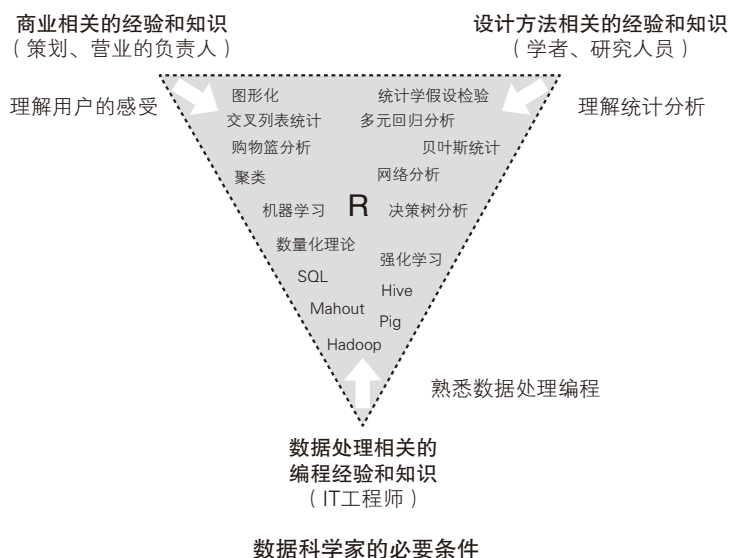 商业相关的经验和知识
（策划、营业的负责人）
设计方法相关的经验和知识
（学者、研究人员）
理解用户的感受
理解统计分析
图形化
统计学假设检验
交叉列表统计
多元回归分析
购物篮分析
贝叶斯统计
聚类
网络分析
机器学习
R
决策树分析
数量化理论
强化学习
SQL
Hive
Mahout
Pig
Hadoop
熟悉数据处理编程
数据处理相关的
编程经验和知识
（IT工程师）
数据科学家的必要条件